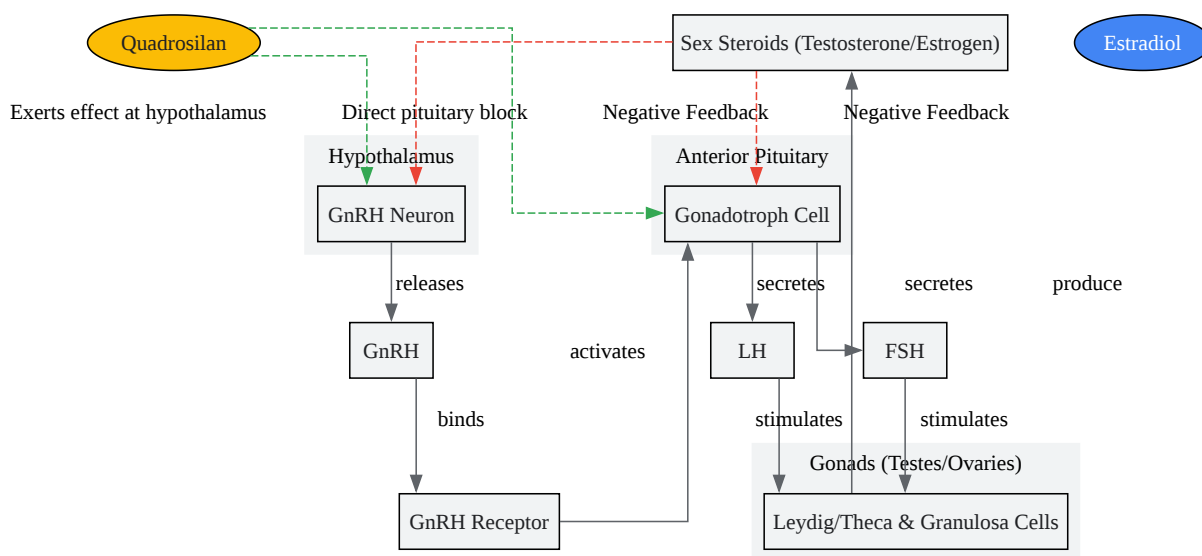 Quadrosilan
Sex Steroids (Testosterone/Estrogen)
Estradiol
Exerts effect at hypothalamus
Direct pituitary block
Negative Feedback
Negative Feedback
Hypothalamus
Anterior Pituitary
GnRH Neuron
Gonadotroph Cell
releases
secretes
secretes
produce
GnRH
activates
LH
FSH
binds
stimulates
stimulates
Gonads (Testes/Ovaries)
GnRH Receptor
Leydig/Theca & Granulosa Cells